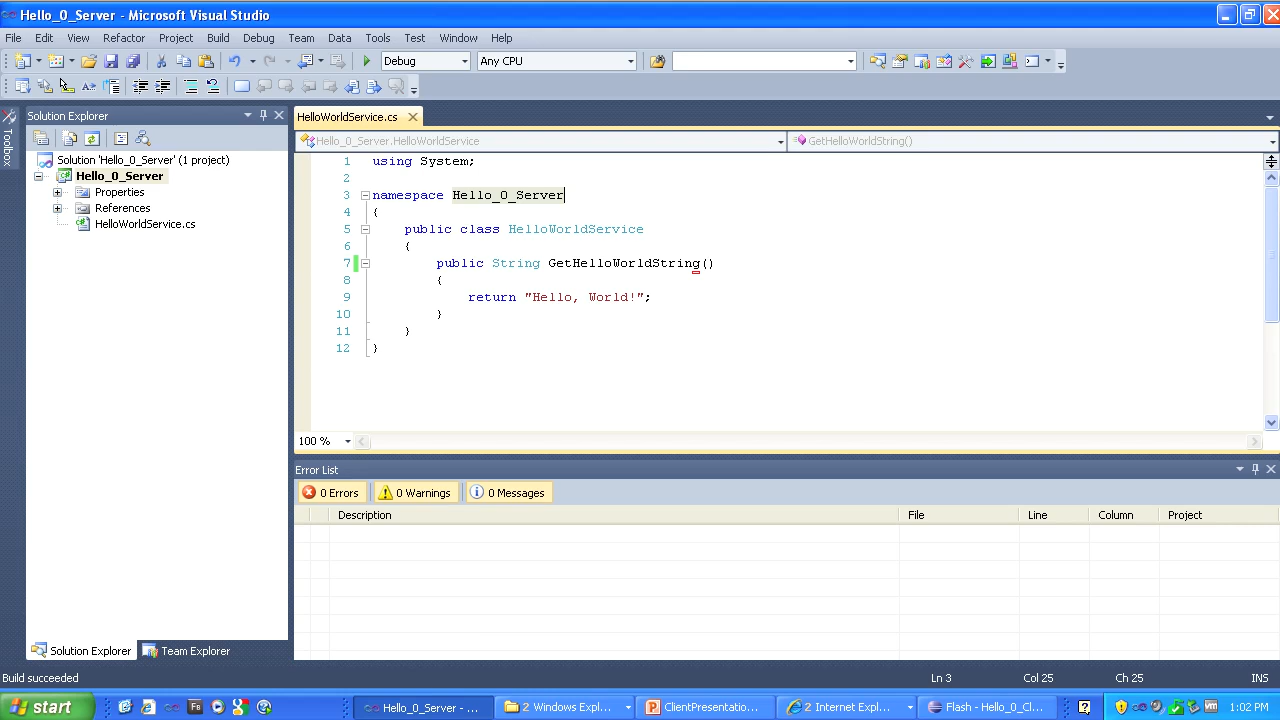 Hello_0_Server - Microsoft Visual Studio
File Edit View Refactor Project Build Debug Team Data Tools Test Window Help
Debug Any CPU
Toolbox
Solution Explorer
Solution 'Hello_0_Server' (1 project)
Hello_0_Server
Properties
References
HelloWorldService.cs
Solution Explorer Team Explorer
HelloWorldService.cs
Hello_0_Server.HelloWorldService GetHelloWorldString()
1 using System;
2
3 namespace Hello_0_Server
4 {
5 public class HelloWorldService
6 {
7 public String GetHelloWorldString()
8 {
9 return "Hello, World!";
10 }
11 }
12 }
100 %
Error List
0 Errors 0 Warnings 0 Messages
Description File Line Column Project
Build succeeded Ln 3 Col 25 Ch 25 INS
start Hello_0_Server - ... 2 Windows Expl... ClientPresentatio... 2 Internet Expl... Flash - Hello_0_Cl... 1:02 PM